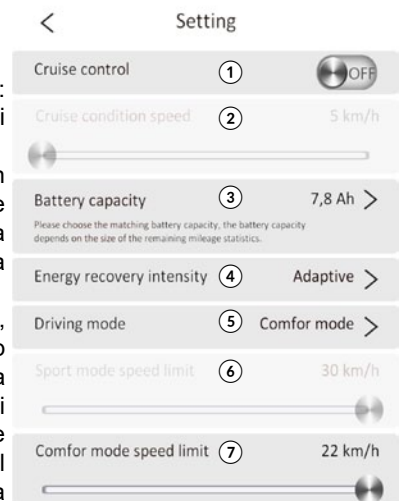 Setting
Cruise control 1 OFF
Cruise condition speed 2 5 km/h
Battery capacity 3 7,8 Ah
Please choose the matching battery capacity, the battery capacity
depends on the size of the remaining mileage statistics.
Energy recovery intensity 4 Adaptive
Driving mode 5 Comfor mode
Sport mode speed limit 6 30 km/h
Comfor mode speed limit 7 22 km/h